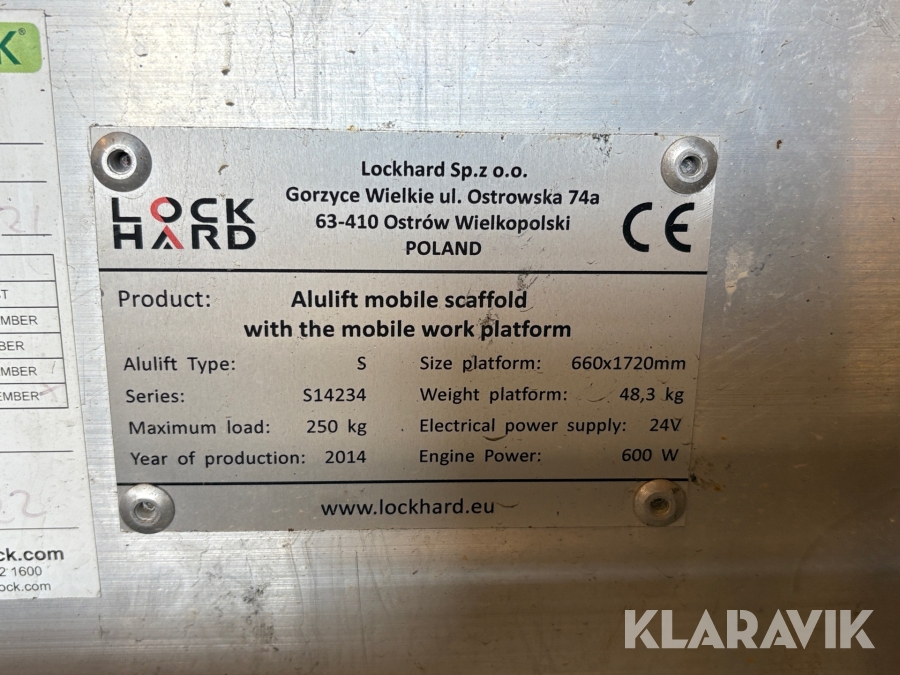 K®
21
ST
MBER
BER
MBER
EMBER
22
ck.com
2 1600
ock.com
LOCK
HARD
Lockhard Sp.z o.o.
Gorzyce Wielkie ul. Ostrowska 74a
63-410 Ostrów Wielkopolski
POLAND
CE
Product: Alulift mobile scaffold
with the mobile work platform
Alulift Type: S Size platform: 660x1720mm
Series: S14234 Weight platform: 48,3 kg
Maximum load: 250 kg Electrical power supply: 24V
Year of production: 2014 Engine Power: 600 W
www.lockhard.eu
KLARAVIK